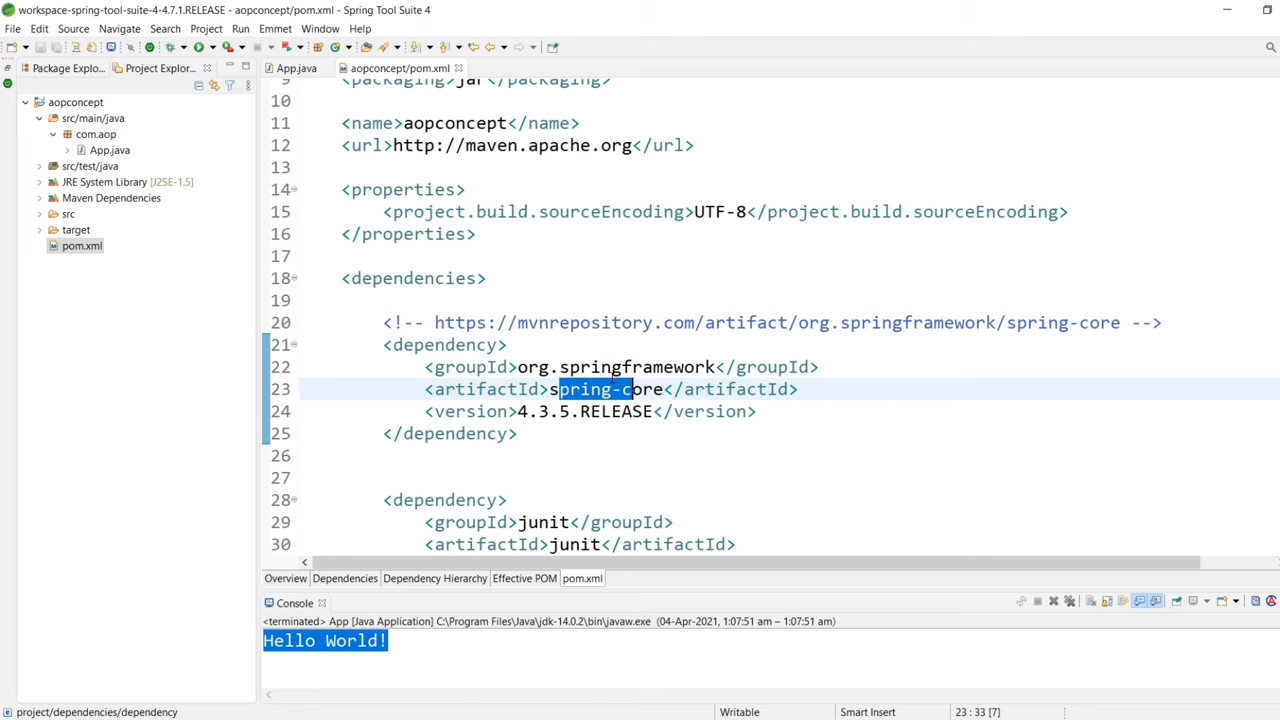 workspace-spring-tool-suite-4-4.7.1.RELEASE - aopconcept/pom.xml - Spring Tool Suite 4
File Edit Source Navigate Search Project Run Emmet Window Help
Package Explo... Project Explor...
App.java aopconcept/pom.xml
aopconcept
src/main/java
com.aop
App.java
src/test/java
JRE System Library [J2SE-1.5]
Maven Dependencies
src
target
pom.xml
9 <packaging>jar</packaging>
10
11 <name>aopconcept</name>
12 <url>http://maven.apache.org</url>
13
14 <properties>
15 <project.build.sourceEncoding>UTF-8</project.build.sourceEncoding>
16 </properties>
17
18 <dependencies>
19
20 <!-- https://mvnrepository.com/artifact/org.springframework/spring-core -->
21 <dependency>
22 <groupId>org.springframework</groupId>
23 <artifactId>spring-core</artifactId>
24 <version>4.3.5.RELEASE</version>
25 </dependency>
26
27
28 <dependency>
29 <groupId>junit</groupId>
30 <artifactId>junit</artifactId>
Overview Dependencies Dependency Hierarchy Effective POM pom.xml
Console
<terminated> App [Java Application] C:\Program Files\Java\jdk-14.0.2\bin\javaw.exe (04-Apr-2021, 1:07:51 am – 1:07:51 am)
Hello World!
project/dependencies/dependency Writable Smart Insert 23 : 33 [7]